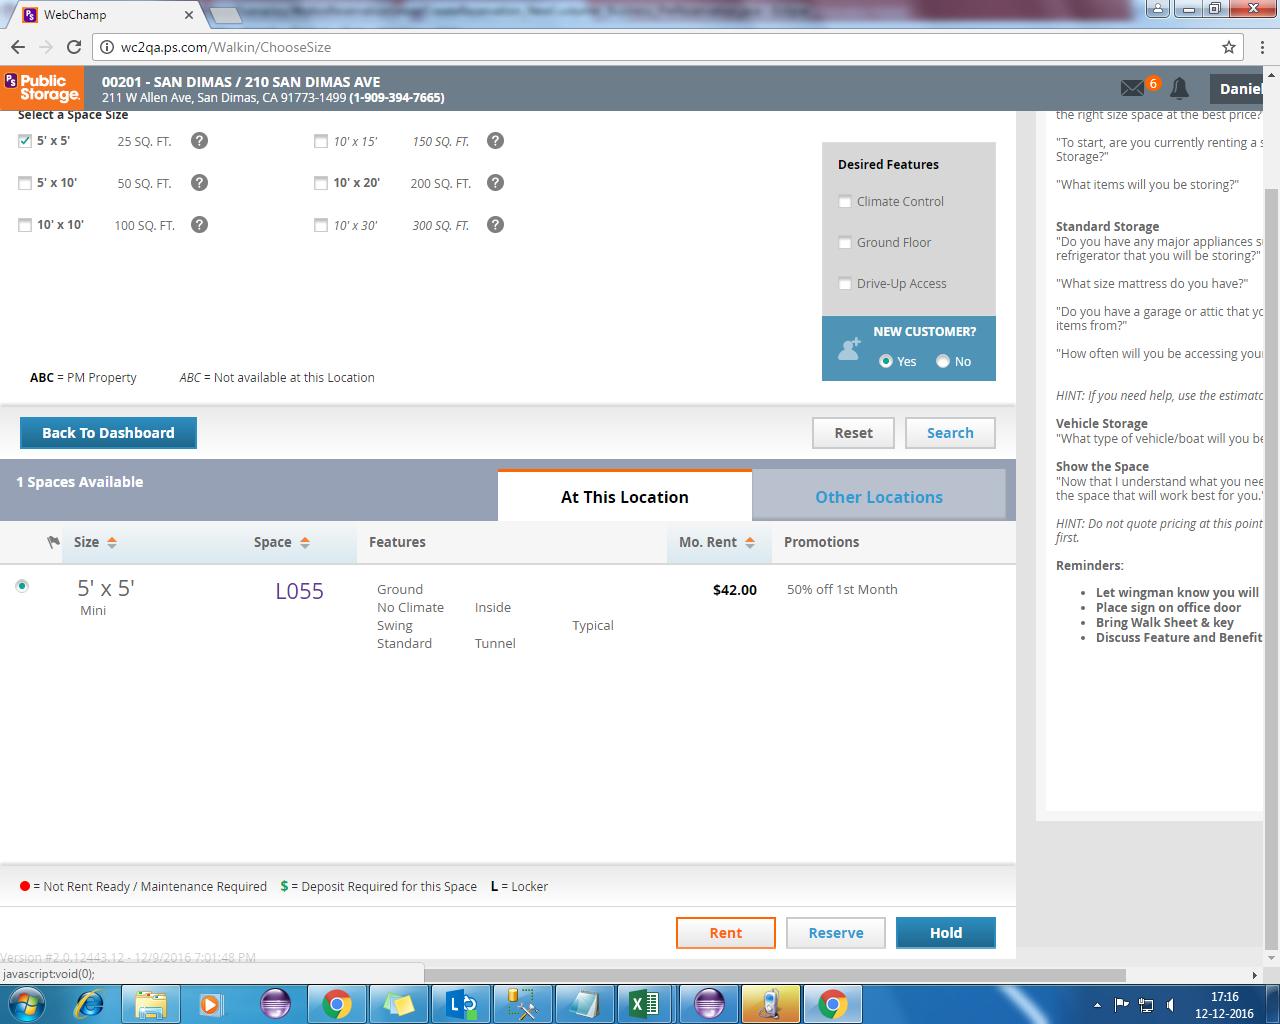 WebChamp
wc2qa.ps.com/Walkin/ChooseSize
PS Public Storage.
00201 - SAN DIMAS / 210 SAN DIMAS AVE
211 W Allen Ave, San Dimas, CA 91773-1499 (1-909-394-7665)
6
Daniel
Select a Space Size
5' x 5' 25 SQ. FT. ? 10' x 15' 150 SQ. FT. ?
5' x 10' 50 SQ. FT. ? 10' x 20' 200 SQ. FT. ?
10' x 10' 100 SQ. FT. ? 10' x 30' 300 SQ. FT. ?
Desired Features
Climate Control
Ground Floor
Drive-Up Access
NEW CUSTOMER?
Yes No
ABC = PM Property ABC = Not available at this Location
Back To Dashboard Reset Search
1 Spaces Available At This Location Other Locations
Size Space Features Mo. Rent Promotions
5' x 5' L055 Ground $42.00 50% off 1st Month
Mini No Climate Inside
Swing Typical
Standard Tunnel
= Not Rent Ready / Maintenance Required $ = Deposit Required for this Space L = Locker
Rent Reserve Hold
Version #2.0.12443.12 - 12/9/2016 7:01:48 PM
javascript:void(0);
the right size space at the best price?
"To start, are you currently renting a s
Storage?"
"What items will you be storing?"
Standard Storage
"Do you have any major appliances su
refrigerator that you will be storing?"
"What size mattress do you have?"
"Do you have a garage or attic that yo
items from?"
"How often will you be accessing your
HINT: If you need help, use the estimato
Vehicle Storage
"What type of vehicle/boat will you be
Show the Space
"Now that I understand what you nee
the space that will work best for you."
HINT: Do not quote pricing at this point
first.
Reminders:
Let wingman know you will
Place sign on office door
Bring Walk Sheet & key
Discuss Feature and Benefit
17:16
12-12-2016